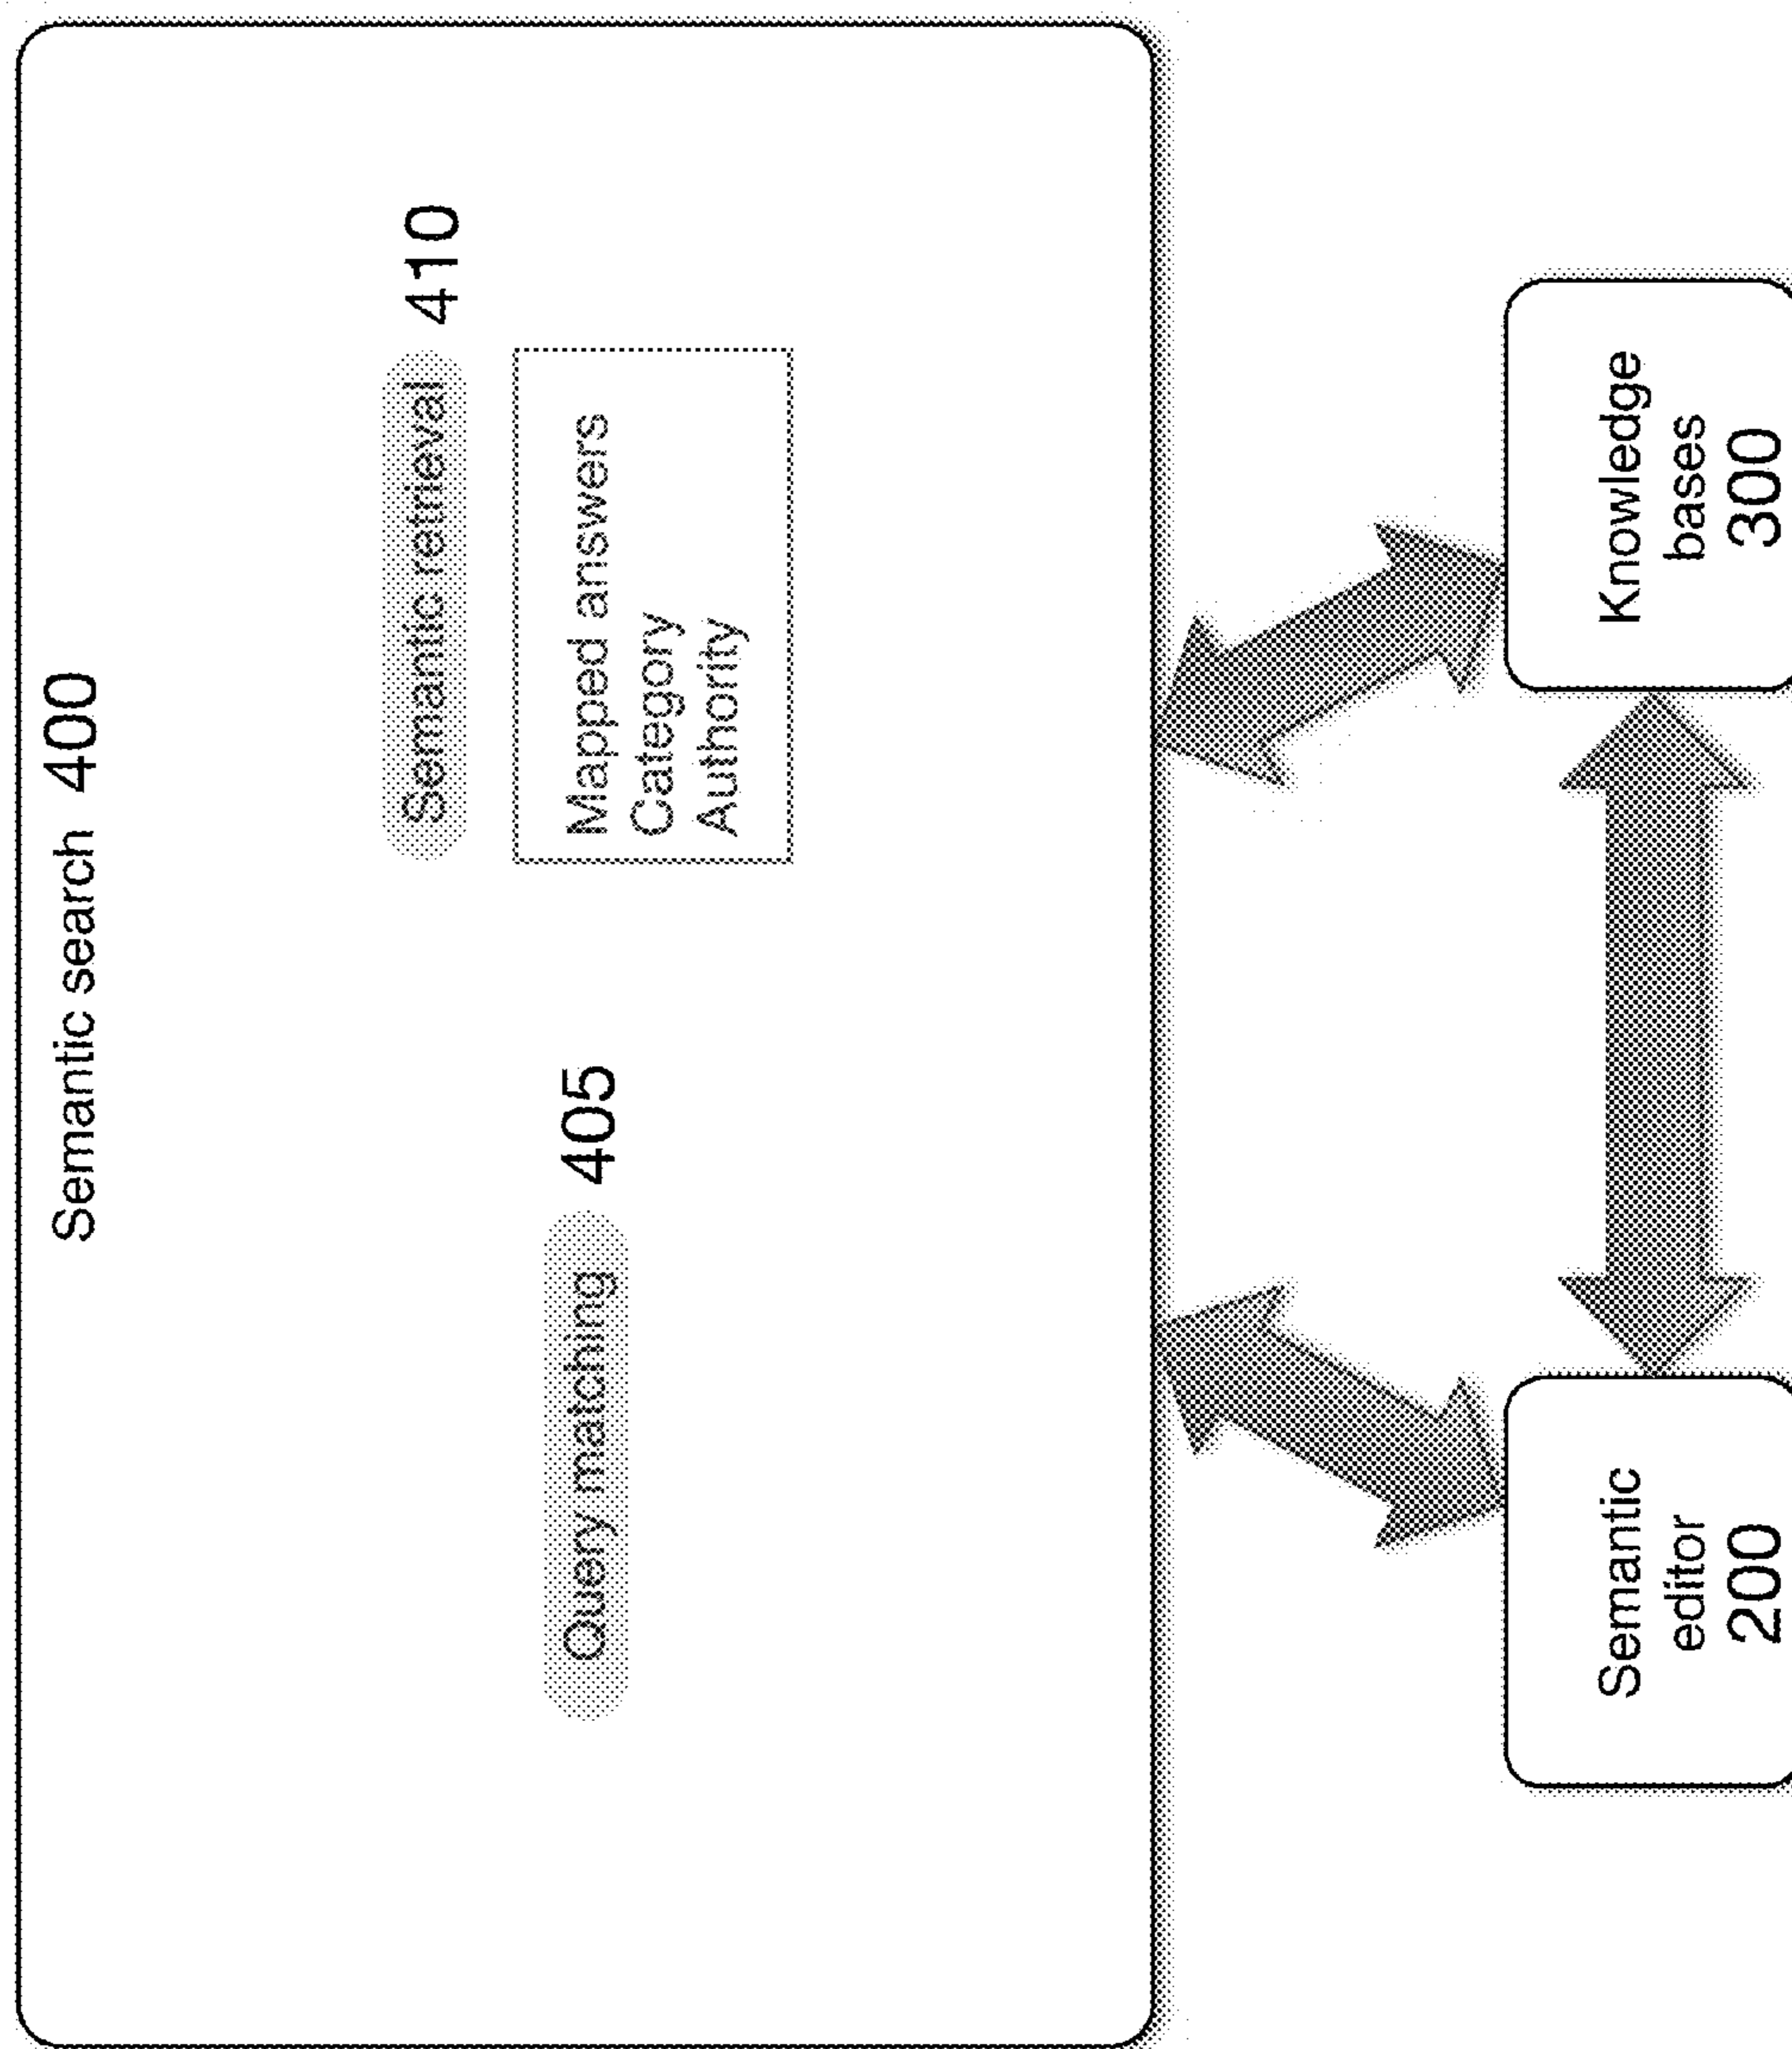 Semantic search 400
Query matching 405
Semantic retrieval 410
Mapped answers
Category
Authority
Semantic
editor
200
Knowledge
bases
300